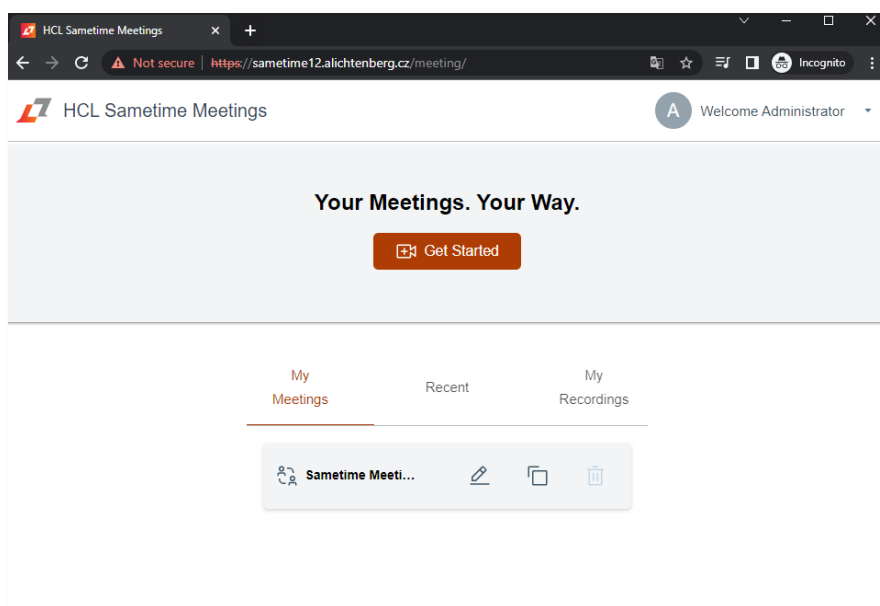 HCL Sametime Meetings
Not secure | https://sametime12.alichtenberg.cz/meeting/
Incognito
HCL Sametime Meetings
A
Welcome Administrator
Your Meetings. Your Way.
Get Started
My
Meetings
Recent
My
Recordings
Sametime Meeti...